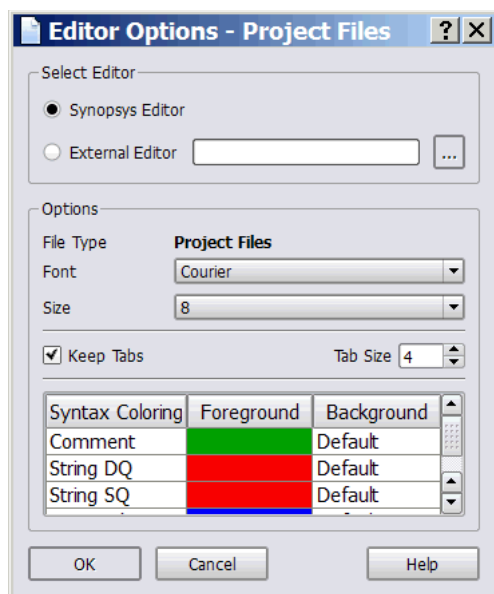 Editor Options - Project Files ? X
Select Editor
Synopsys Editor
External Editor ...
Options
File Type Project Files
Font Courier
Size 8
Keep Tabs Tab Size 4
Syntax Coloring Foreground Background
Comment Default
String DQ Default
String SQ Default
OK Cancel Help